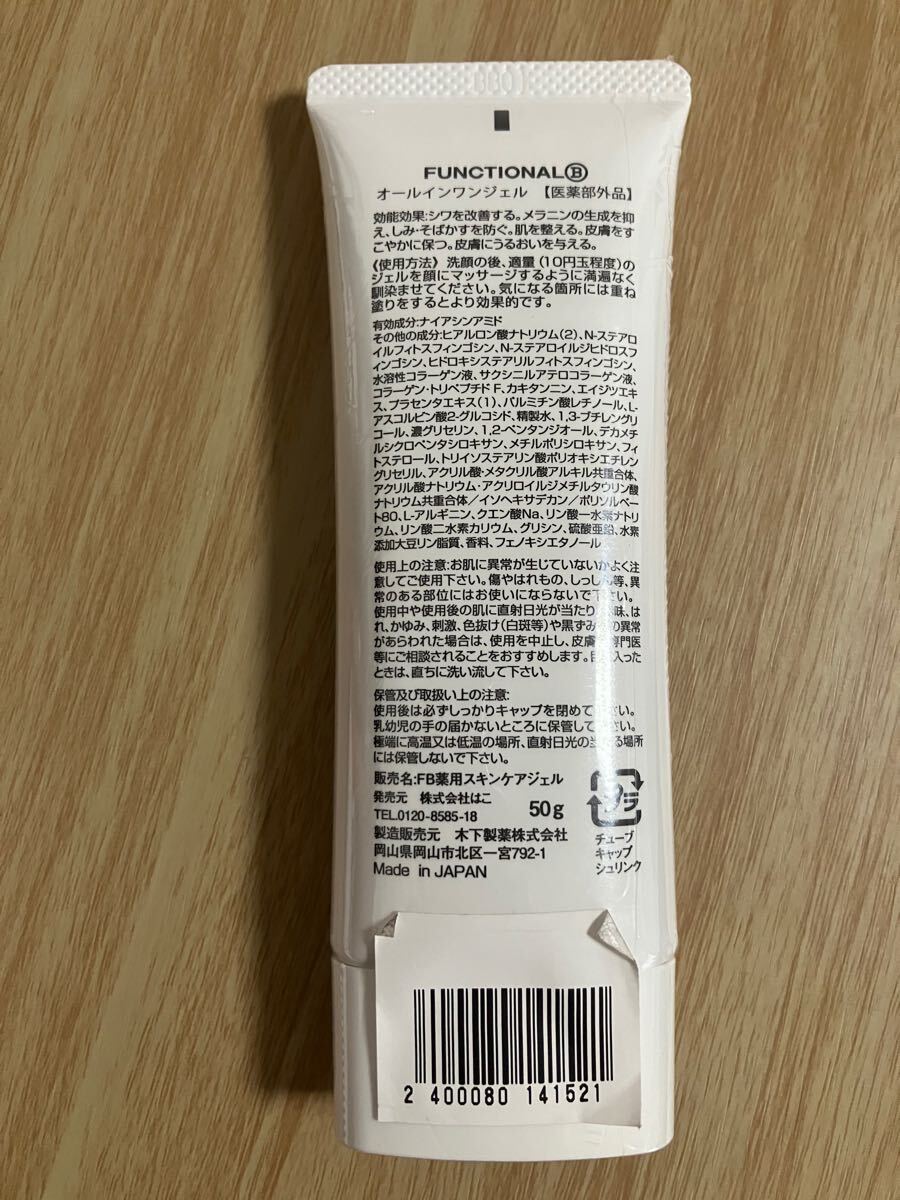 FUNCTIONALⒷ
オールインワンジェル 【医薬部外品】
効能効果:シワを改善する。メラニンの生成を抑
え、しみ・そばかすを防ぐ。肌を整える。皮膚をす
こやかに保つ。皮膚にうるおいを与える。
《使用方法》 洗顔の後、適量(10円玉程度)の
ジェルを顔にマッサージするように満遍なく
馴染ませてください。気になる箇所には重ね
塗りをするとより効果的です。
有効成分:ナイアシンアミド
その他の成分:ヒアルロン酸ナトリウム(2)、N-ステアロ
イルフィトスフィンゴシン、N-ステアロイルジヒドロスフ
ィンゴシン、ヒドロキシステアリルフィトスフィンゴシン、
水溶性コラーゲン液、サクシニルアテロコラーゲン液、
コラーゲン・トリペプチド F、カキタンニン、エイジツエキ
ス、プラセンタエキス(1)、パルミチン酸レチノール、L-
アスコルビン酸2-グルコシド、精製水、1,3-ブチレングリ
コール、濃グリセリン、1,2-ペンタンジオール、デカメチ
ルシクロペンタシロキサン、メチルポリシロキサン、フィ
トステロール、トリイソステアリン酸ポリオキシエチレン
グリセリル、アクリル酸・メタクリル酸アルキル共重合体、
アクリル酸ナトリウム・アクリロイルジメチルタウリン酸
ナトリウム共重合体/イソヘキサデカン/ポリソルベー
ト80、L-アルギニン、クエン酸Na、リン酸一水素ナトリ
ウム、リン酸二水素カリウム、グリシン、硫酸亜鉛、水素
添加大豆リン脂質、香料、フェノキシエタノール
使用上の注意:お肌に異常が生じていないかよく注
意してご使用下さい。傷やはれもの、しっしん等、異
常のある部位にはお使いにならないで下さい。
使用中や使用後の肌に直射日光が当たり 味、は
れ、かゆみ、刺激、色抜け(白斑等)や黒ずみ の異常
があらわれた場合は、使用を中止し、皮膚 専門医
等にご相談されることをおすすめします。目 入った
ときは、直ちに洗い流して下さい。
保管及び取扱い上の注意:
使用後は必ずしっかりキャップを閉めて さい。
乳幼児の手の届かないところに保管して さい。
極端に高温又は低温の場所、直射日光の当たる場所
には保管しないで下さい。
販売名:FB薬用スキンケアジェル
発売元 株式会社はこ
TEL.0120-8585-18
50g
製造販売元 木下製薬株式会社
岡山県岡山市北区一宮792-1
Made in JAPAN
プラ
チューブ
キャップ
シュリンク
2 400080 141521